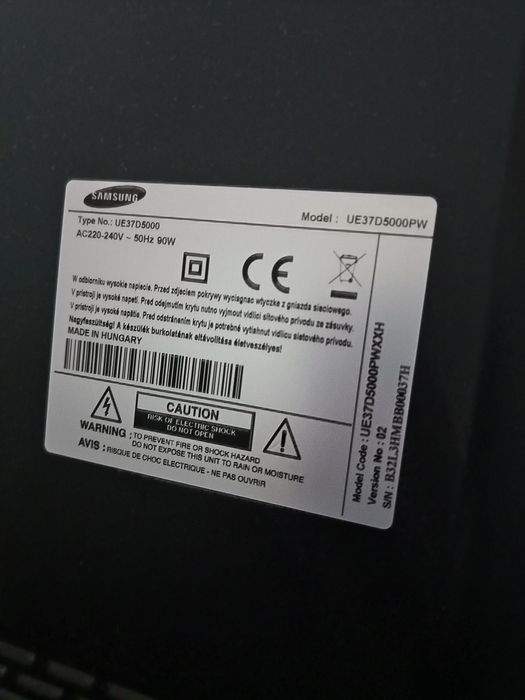 SAMSUNG
Type No.: UE37D5000
Model : UE37D5000PW
AC220-240V ~ 50Hz 90W
CE
W odbiorniku wysokie napiecie. Przed zdjeciem pokrywy wyciagnac wtyczke z gniazda sieciowego.
V prístroji je vysoké napetí. Pred odejmutím krytu nutno vyjmout vidlici sítového prívodu ze zásuvky.
V prístroji je vysoké napätie. Pred odstránením krytu je potrebné vytiahnut vidlicu sietového prívodu.
Nagyfeszültség! A készülék burkolatának eltávolítása életveszélyes!
MADE IN HUNGARY
CAUTION
RISK OF ELECTRIC SHOCK
DO NOT OPEN
WARNING : TO PREVENT FIRE OR SHOCK HAZARD
DO NOT EXPOSE THIS UNIT TO RAIN OR MOISTURE
AVIS : RISQUE DE CHOC ELECTRIQUE - NE PAS OUVRIR
Model Code : UE37D5000PWXXH
Version No : 02
S/N : B32L3HMBB00037H